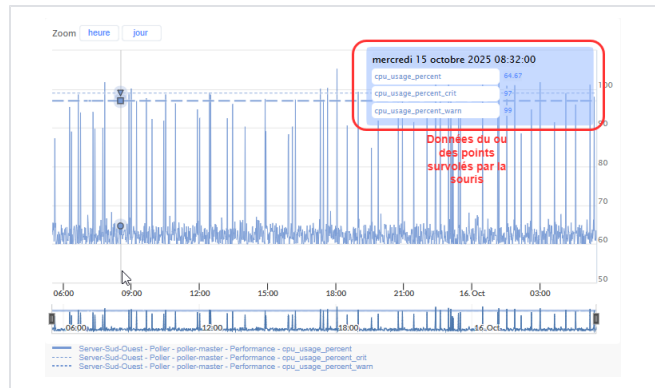 Zoom heure jour
mercredi 15 octobre 2025 08:32:00
cpu_usage_percent 64.67
cpu_usage_percent_crit 97
cpu_usage_percent_warn 99
Données du ou
des points
survolés par la
souris
100
90
80
70
60
50
06:00 09:00 12:00 15:00 18:00 21:00 16.Oct 03:00
06:00 12:00 18:00 16.Oct
Server-Sud-Ouest - Poller - poller-master - Performance - cpu_usage_percent
Server-Sud-Ouest - Poller - poller-master - Performance - cpu_usage_percent_crit
Server-Sud-Ouest - Poller - poller-master - Performance - cpu_usage_percent_warn